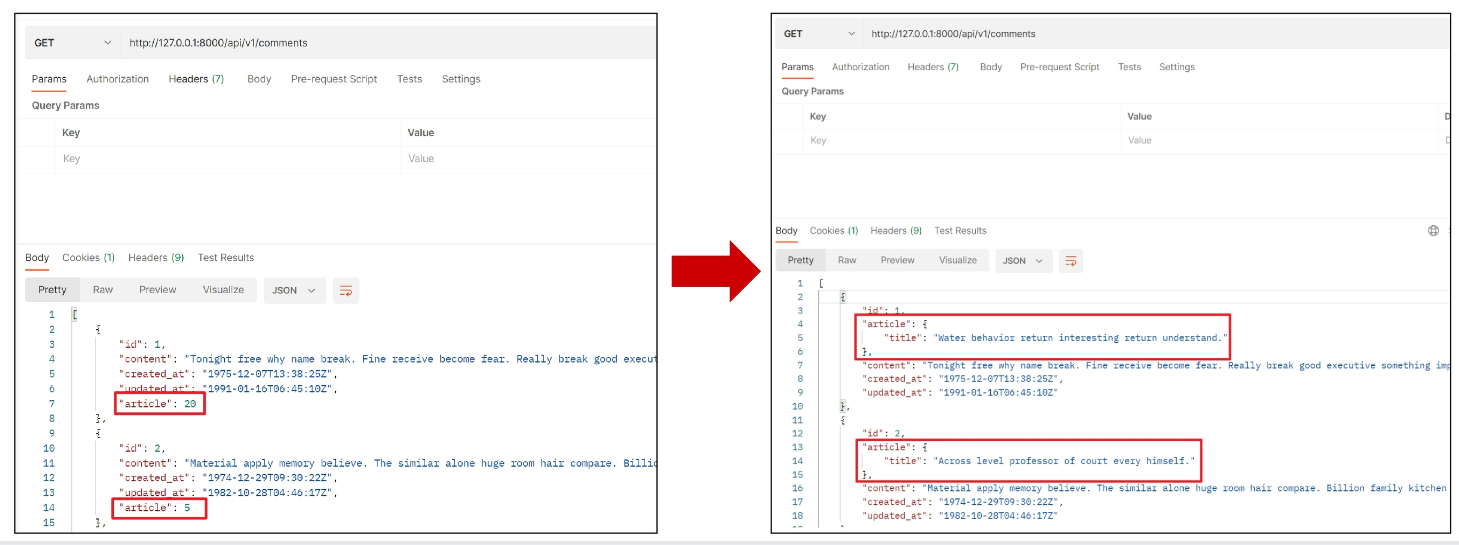 GET http://127.0.0.1:8000/api/v1/comments
Params Authorization Headers (7) Body Pre-request Script Tests Settings
Query Params
Key Value
Key Value
Body Cookies (1) Headers (9) Test Results
Pretty Raw Preview Visualize JSON
1 [
2 {
3 "id": 1,
4 "content": "Tonight free why name break. Fine receive become fear. Really break good execut
5 "created_at": "1975-12-07T13:38:25Z",
6 "updated_at": "1991-01-16T06:45:10Z",
7 "article": 20
8 },
9 {
10 "id": 2,
11 "content": "Material apply memory believe. The similar alone huge room hair compare. Billic
12 "created_at": "1974-12-29T09:30:22Z",
13 "updated_at": "1982-10-28T04:46:17Z",
14 "article": 5
15 },
GET http://127.0.0.1:8000/api/v1/comments
Params Authorization Headers (7) Body Pre-request Script Tests Settings
Query Params
Key Value D
Key Value D
Body Cookies (1) Headers (9) Test Results
Pretty Raw Preview Visualize JSON
1 [
2 {
3 "id": 1,
4 "article": {
5 "title": "Water behavior return interesting return understand."
6 },
7 "content": "Tonight free why name break. Fine receive become fear. Really break good executive something imp
8 "created_at": "1975-12-07T13:38:25Z",
9 "updated_at": "1991-01-16T06:45:10Z"
10 },
11 {
12 "id": 2,
13 "article": {
14 "title": "Across level professor of court every himself."
15 },
16 "content": "Material apply memory believe. The similar alone huge room hair compare. Billion family kitchen
17 "created_at": "1974-12-29T09:30:22Z",
18 "updated_at": "1982-10-28T04:46:17Z"